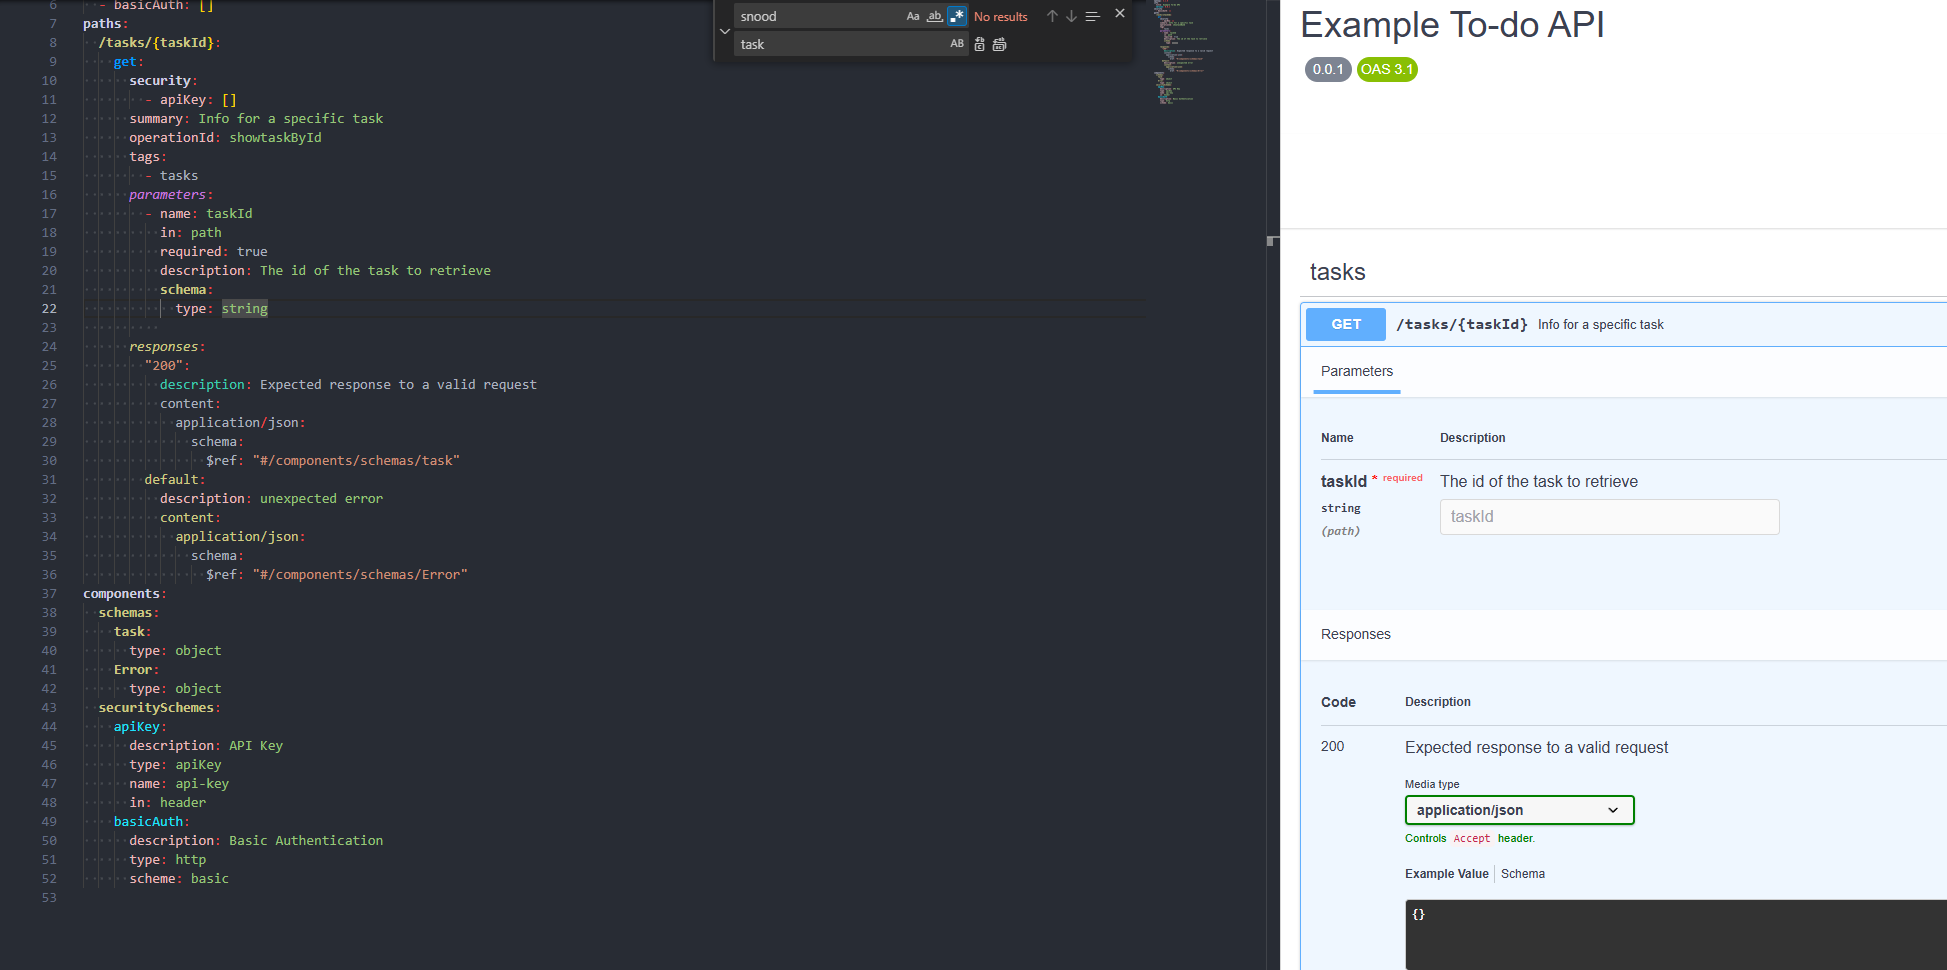 6 - basicAuth: []
7 paths:
8 /tasks/{taskId}:
9 get:
10 security:
11 - apiKey: []
12 summary: Info for a specific task
13 operationId: showtaskById
14 tags:
15 - tasks
16 parameters:
17 - name: taskId
18 in: path
19 required: true
20 description: The id of the task to retrieve
21 schema:
22 type: string
23
24 responses:
25 "200":
26 description: Expected response to a valid request
27 content:
28 application/json:
29 schema:
30 $ref: "#/components/schemas/task"
31 default:
32 description: unexpected error
33 content:
34 application/json:
35 schema:
36 $ref: "#/components/schemas/Error"
37 components:
38 schemas:
39 task:
40 type: object
41 Error:
42 type: object
43 securitySchemes:
44 apiKey:
45 description: API Key
46 type: apiKey
47 name: api-key
48 in: header
49 basicAuth:
50 description: Basic Authentication
51 type: http
52 scheme: basic
53
snood Aa ab .* No results
task AB
Example To-do API
0.0.1 OAS 3.1
tasks
GET /tasks/{taskId} Info for a specific task
Parameters
Name Description
taskId * required The id of the task to retrieve
string
taskId
(path)
Responses
Code Description
200 Expected response to a valid request
Media type
application/json
Controls Accept header.
Example Value Schema
{}